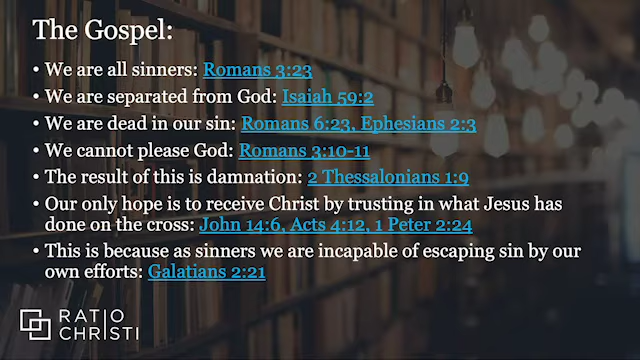 The Gospel:
• We are all sinners: Romans 3:23
• We are separated from God: Isaiah 59:2
• We are dead in our sin: Romans 6:23, Ephesians 2:3
• We cannot please God: Romans 3:10-11
• The result of this is damnation: 2 Thessalonians 1:9
• Our only hope is to receive Christ by trusting in what Jesus has
done on the cross: John 14:6, Acts 4:12, 1 Peter 2:24
• This is because as sinners we are incapable of escaping sin by our
own efforts: Galatians 2:21
RATIO
CHRISTI